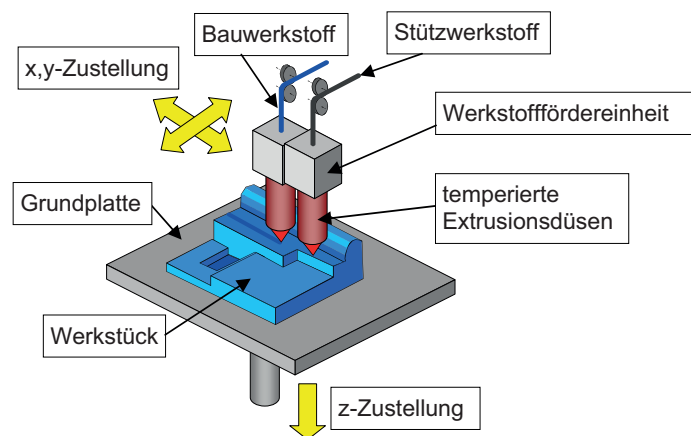 Bauwerkstoff
Stützwerkstoff
x,y-Zustellung
Werkstofffördereinheit
temperierte
Extrusionsdüsen
Grundplatte
Werkstück
z-Zustellung